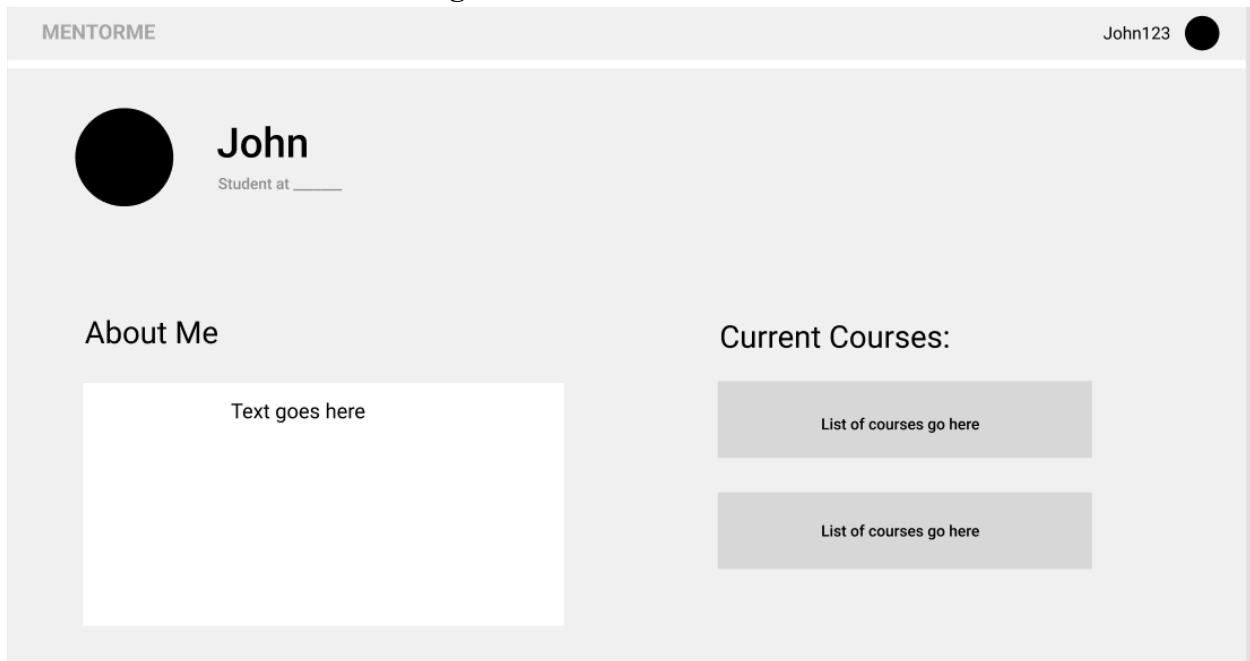 MENTORME
John123
John
Student at ______
About Me
Text goes here
Current Courses:
List of courses go here
List of courses go here